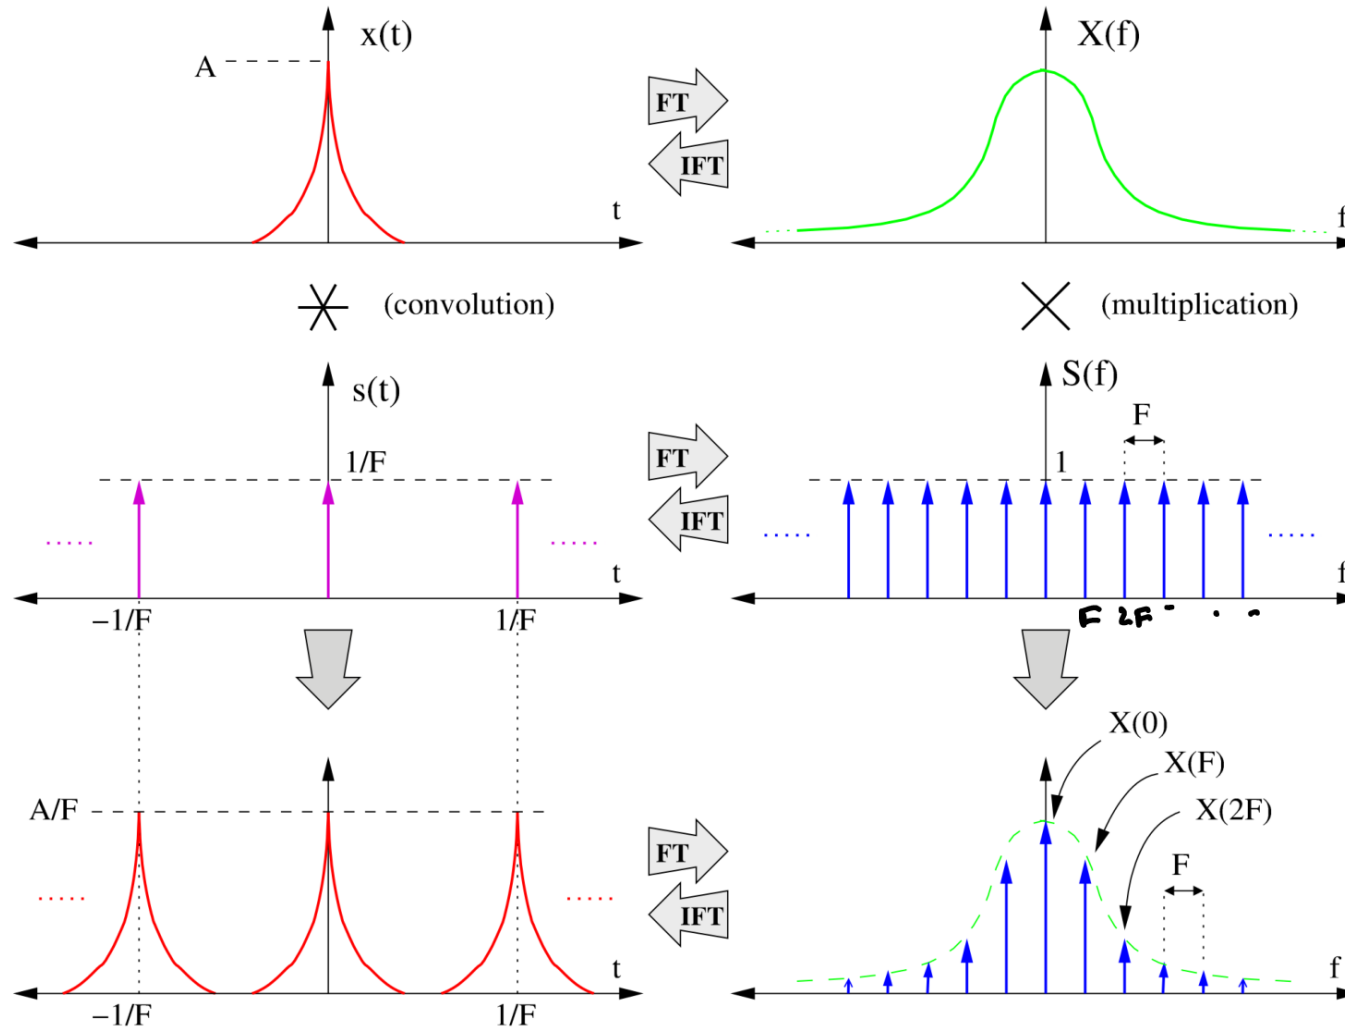 x(t)
X(f)
A
FT
IFT
t
f
(convolution)
(multiplication)
s(t)
S(f)
F
1/F
1
FT
IFT
t
f
−1/F
1/F
F 2F - . -
X(0)
X(F)
X(2F)
A/F
FT
F
IFT
t
f
−1/F
1/F